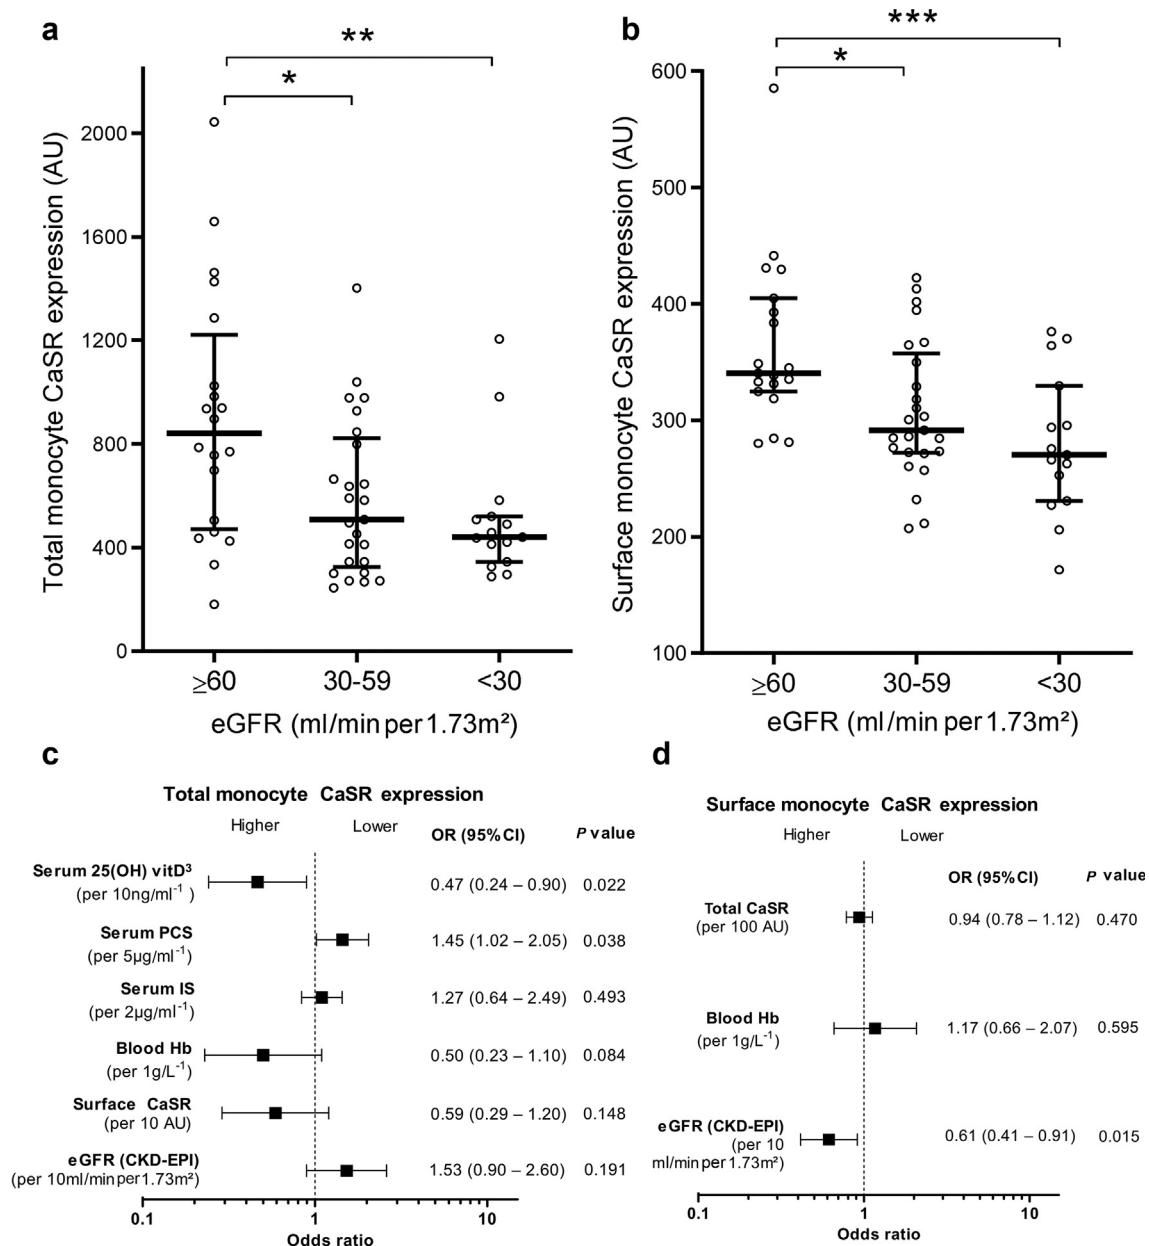 a
**
*
Total monocyte CaSR expression (AU)
2000
1600
1200
800
400
0
≥60 30-59 <30
eGFR (ml/min per 1.73m²)
b
***
*
Surface monocyte CaSR expression (AU)
600
500
400
300
200
100
≥60 30-59 <30
eGFR (ml/min per 1.73m²)
c
Total monocyte CaSR expression
Higher Lower OR (95%CI) P value
Serum 25(OH) vitD³
(per 10ng/ml⁻¹ ) 0.47 (0.24 – 0.90) 0.022
Serum PCS
(per 5µg/ml⁻¹) 1.45 (1.02 – 2.05) 0.038
Serum IS
(per 2µg/ml⁻¹) 1.27 (0.64 – 2.49) 0.493
Blood Hb
(per 1g/L⁻¹) 0.50 (0.23 – 1.10) 0.084
Surface CaSR
(per 10 AU) 0.59 (0.29 – 1.20) 0.148
eGFR (CKD-EPI)
(per 10ml/min per 1.73m²) 1.53 (0.90 – 2.60) 0.191
0.1 1 10
Odds ratio
d
Surface monocyte CaSR expression
Higher Lower
OR (95%CI) P value
Total CaSR
(per 100 AU) 0.94 (0.78 – 1.12) 0.470
Blood Hb
(per 1g/L⁻¹) 1.17 (0.66 – 2.07) 0.595
eGFR (CKD-EPI) 0.61 (0.41 – 0.91) 0.015
(per 10
ml/min per 1.73m²)
0.1 1 10
Odds ratio